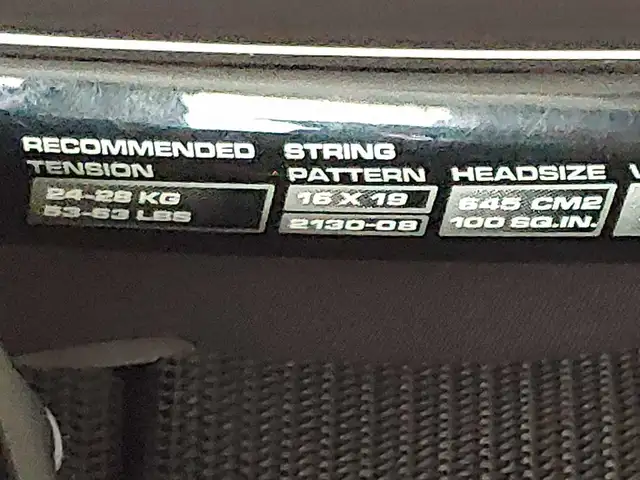 RECOMMENDED
TENSION
24-28 KG
53-63 LBS
STRING
PATTERN
16 X 19
2130-08
HEADSIZE
645 CM2
100 SQ.IN.